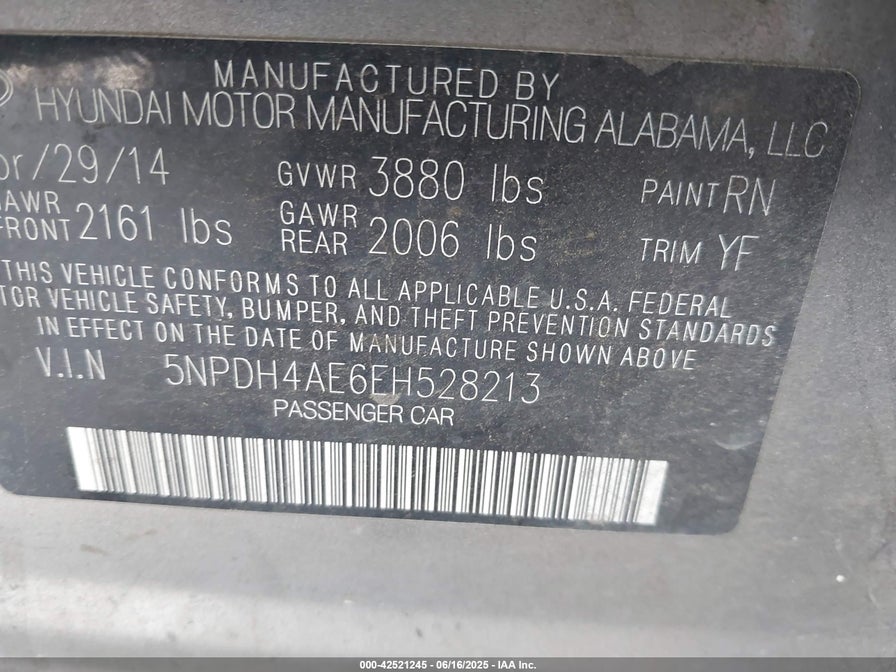 MANUFACTURED BY
HYUNDAI MOTOR MANUFACTURING ALABAMA, LLC
/29/14 GVWR 3880 lbs PAINT RN
AWR FRONT 2161 lbs GAWR REAR 2006 lbs TRIM YF
THIS VEHICLE CONFORMS TO ALL APPLICABLE U.S.A. FEDERAL
TOR VEHICLE SAFETY, BUMPER, AND THEFT PREVENTION STANDARDS
IN EFFECT ON THE DATE OF MANUFACTURE SHOWN ABOVE
V.I.N 5NPDH4AE6EH528213
PASSENGER CAR
000-42521245 - 06/16/2025 - IAA Inc.